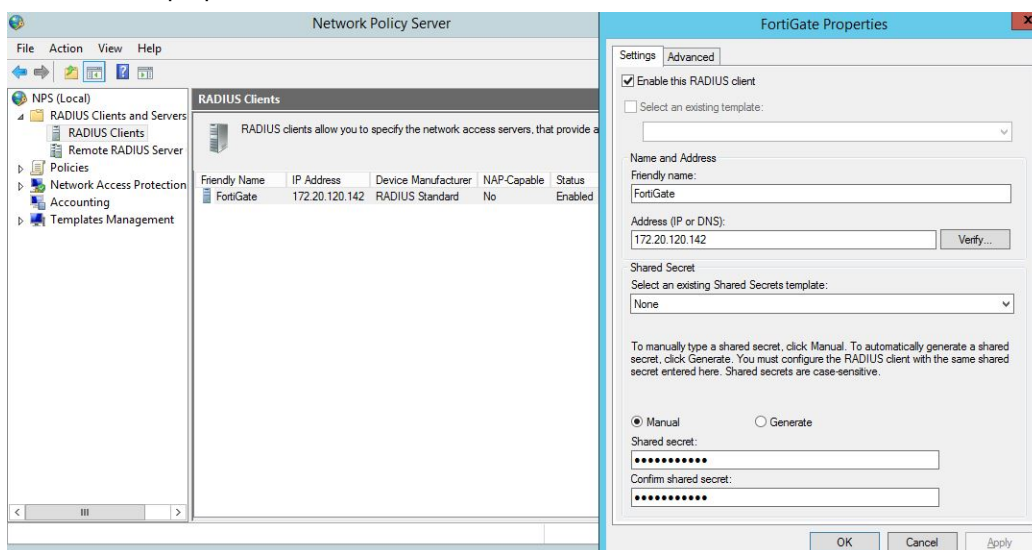 Network Policy Server
File Action View Help
NPS (Local)
RADIUS Clients and Servers
RADIUS Clients
Remote RADIUS Server
Policies
Network Access Protection
Accounting
Templates Management
RADIUS Clients
RADIUS clients allow you to specify the network access servers, that provide a
Friendly Name IP Address Device Manufacturer NAP-Capable Status
FortiGate 172.20.120.142 RADIUS Standard No Enabled
FortiGate Properties
x
Settings Advanced
Enable this RADIUS client
Select an existing template:
Name and Address
Friendly name:
FortiGate
Address (IP or DNS):
172.20.120.142 Verify...
Shared Secret
Select an existing Shared Secrets template:
None
To manually type a shared secret, click Manual. To automatically generate a shared
secret, click Generate. You must configure the RADIUS client with the same shared
secret entered here. Shared secrets are case-sensitive.
Manual Generate
Shared secret:
•••••••••••
Confirm shared secret:
•••••••••••
OK Cancel Apply